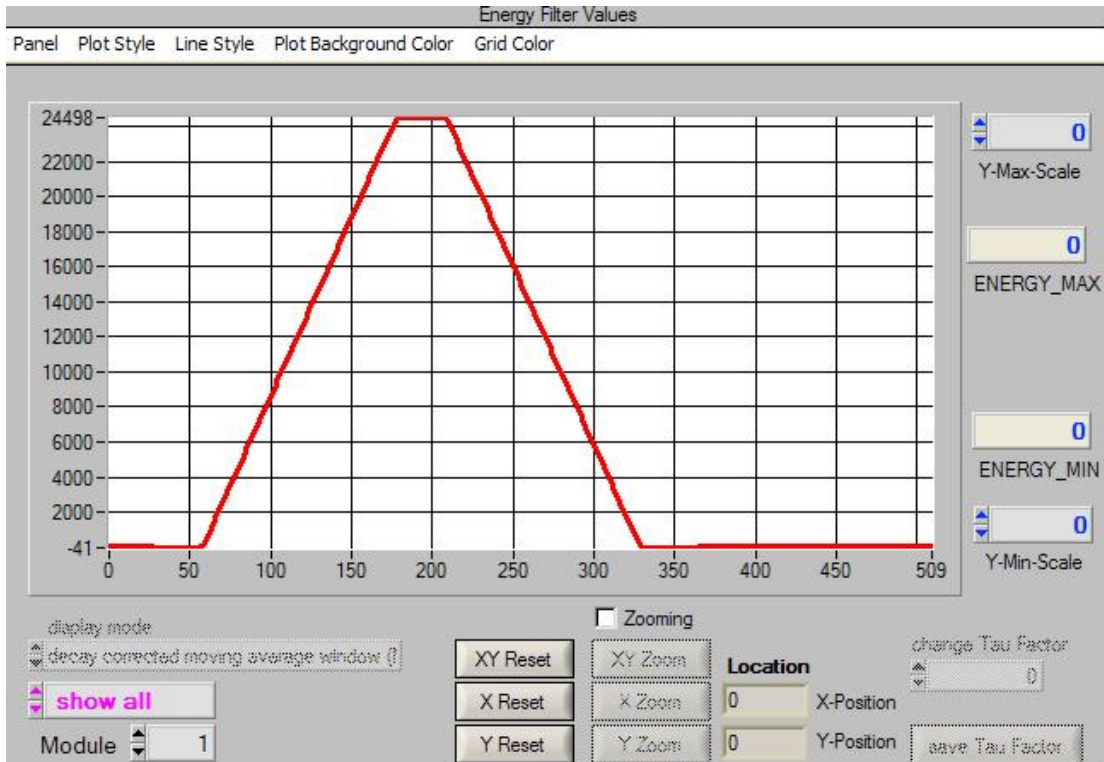 Energy Filter Values
Panel Plot Style Line Style Plot Background Color Grid Color
24498
22000
20000
18000
16000
14000
12000
10000
8000
6000
4000
2000
-41
0 50 100 150 200 250 300 350 400 450 509
0
Y-Max-Scale
0
ENERGY_MAX
0
ENERGY_MIN
0
Y-Min-Scale
display mode
decay corrected moving average window (!
show all
Module 1
XY Reset
X Reset
Y Reset
Zooming
XY Zoom
X Zoom
Y Zoom
Location
0 X-Position
0 Y-Position
change Tau Factor
0
save Tau Factor